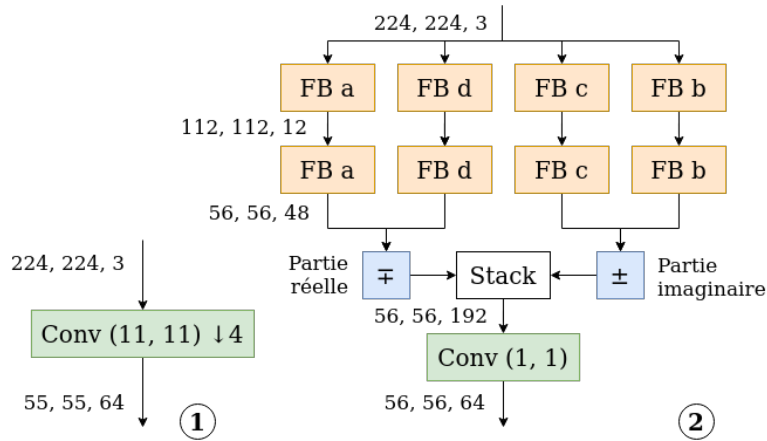 224, 224, 3
FB a
FB d
FB c
FB b
112, 112, 12
FB a
FB d
FB c
FB b
56, 56, 48
224, 224, 3
Partie
réelle
∓
Stack
±
Partie
imaginaire
56, 56, 192
Conv (11, 11) ↓4
Conv (1, 1)
55, 55, 64
1
56, 56, 64
2